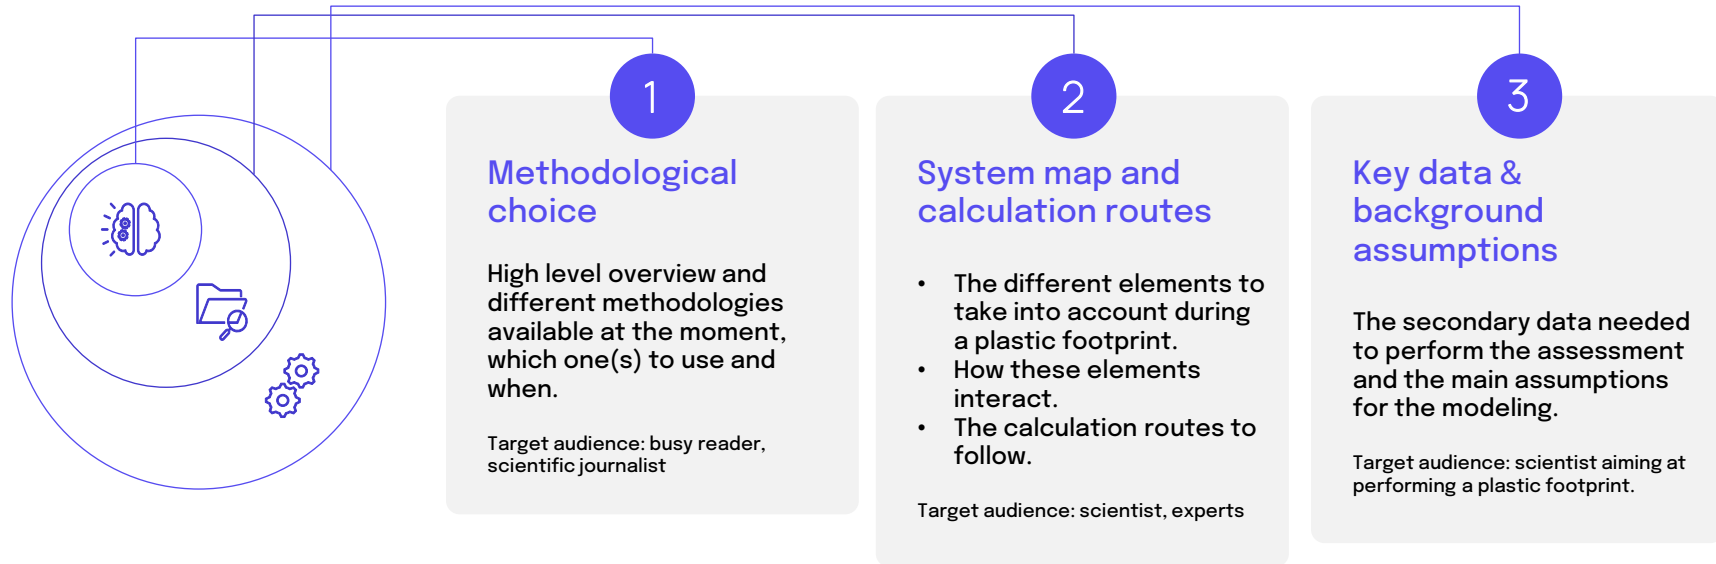 1
Methodological
choice
High level overview and
different methodologies
available at the moment,
which one(s) to use and
when.
Target audience: busy reader,
scientific journalist
2
System map and
calculation routes
• The different elements to
take into account during
a plastic footprint.
• How these elements
interact.
• The calculation routes to
follow.
Target audience: scientist, experts
3
Key data &
background
assumptions
The secondary data needed
to perform the assessment
and the main assumptions
for the modeling.
Target audience: scientist aiming at
performing a plastic footprint.